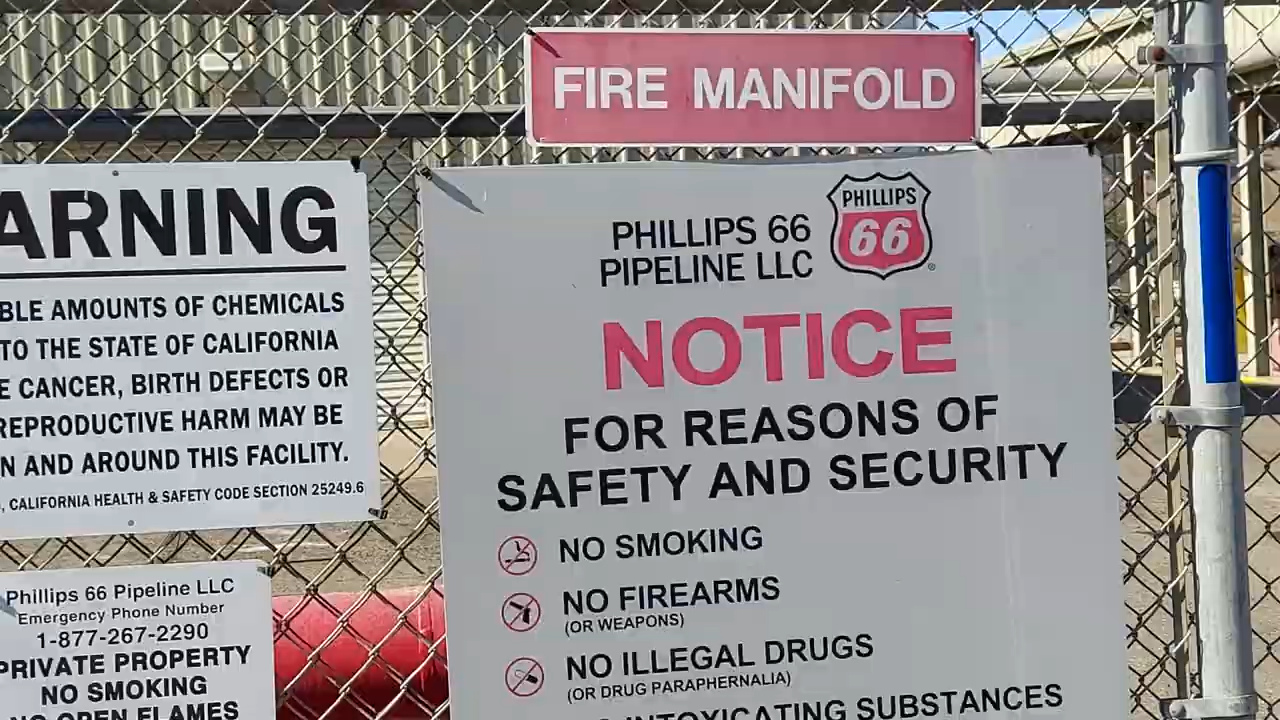 FIRE MANIFOLD
ARNING
BLE AMOUNTS OF CHEMICALS
TO THE STATE OF CALIFORNIA
E CANCER, BIRTH DEFECTS OR
REPRODUCTIVE HARM MAY BE
N AND AROUND THIS FACILITY.
, CALIFORNIA HEALTH & SAFETY CODE SECTION 25249.6
Phillips 66 Pipeline LLC
Emergency Phone Number
1-877-267-2290
PRIVATE PROPERTY
NO SMOKING
NO OPEN FLAMES
PHILLIPS 66
PIPELINE LLC
PHILLIPS
66
®
NOTICE
FOR REASONS OF
SAFETY AND SECURITY
NO SMOKING
NO FIREARMS
(OR WEAPONS)
NO ILLEGAL DRUGS
(OR DRUG PARAPHERNALIA)
INTOXICATING SUBSTANCES